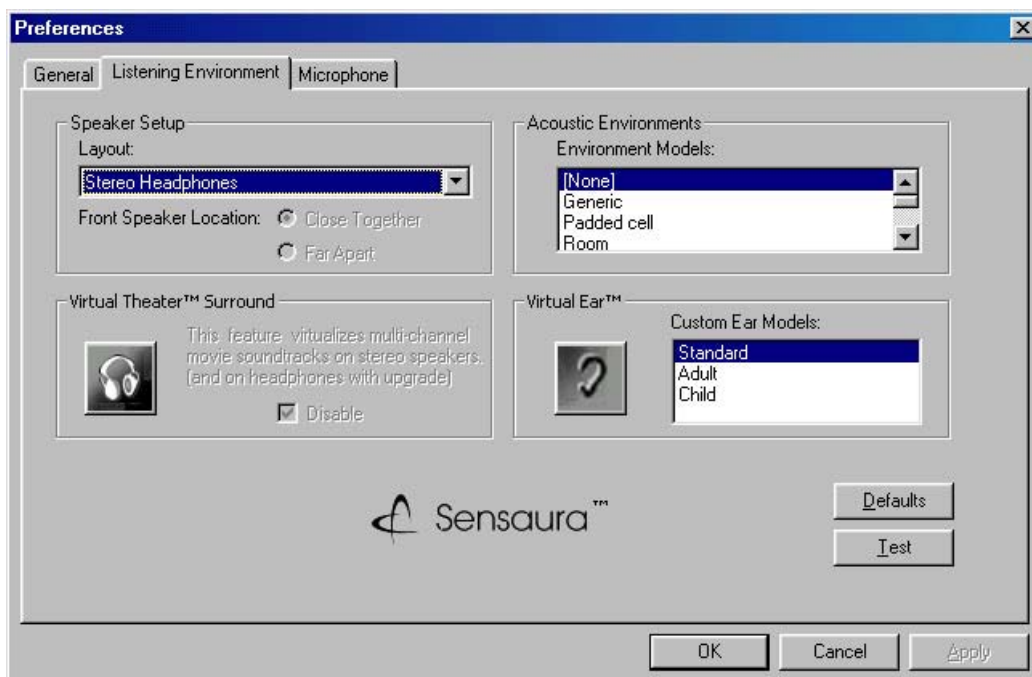 Preferences
General
Listening Environment
Microphone
Speaker Setup
Layout:
Stereo Headphones
Front Speaker Location:
Close Together
Far Apart
Acoustic Environments
Environment Models:
[None]
Generic
Padded cell
Room
Virtual Theater™ Surround
This feature virtualizes multi-channel
movie soundtracks on stereo speakers.
(and on headphones with upgrade)
Disable
Virtual Ear™
Custom Ear Models:
Standard
Adult
Child
Sensaura™
Defaults
Test
OK
Cancel
Apply